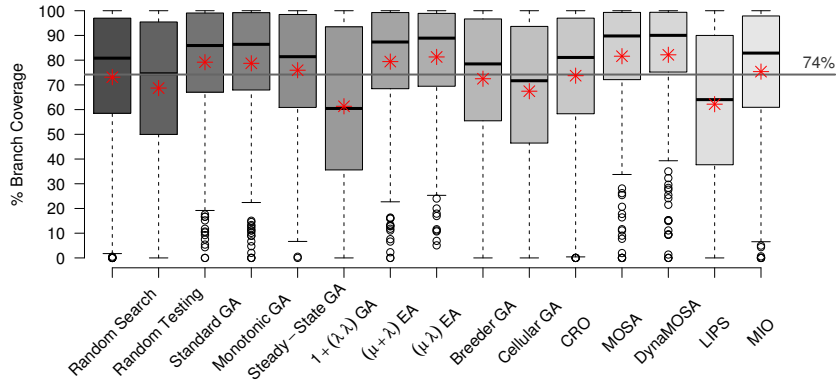 % Branch Coverage
100
90
80
70
60
50
40
30
20
10
0
74%
Random Search
Random Testing
Standard GA
Monotonic GA
Steady−State GA
1 + (λ λ) GA
(μ + λ) EA
(μ λ) EA
Breeder GA
Cellular GA
CRO
MOSA
DynaMOSA
LIPS
MIO